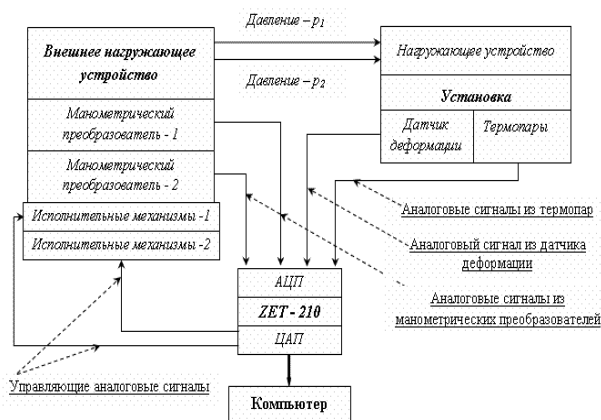 Давление – p1
Внешнее нагружающее
устройство
Нагружающее устройство
Давление – p2
Установка
Манометрический
преобразователь - 1
Датчик
деформации
Термопары
Манометрический
преобразователь - 2
Исполнительные механизмы -1
Исполнительные механизмы -2
Аналоговые сигналы из термопар
Аналоговый сигнал из датчика
деформации
АЦП
ZET - 210
ЦАП
Аналоговые сигналы из
манометрических преобразователей
Управляющие аналоговые сигналы
Компьютер